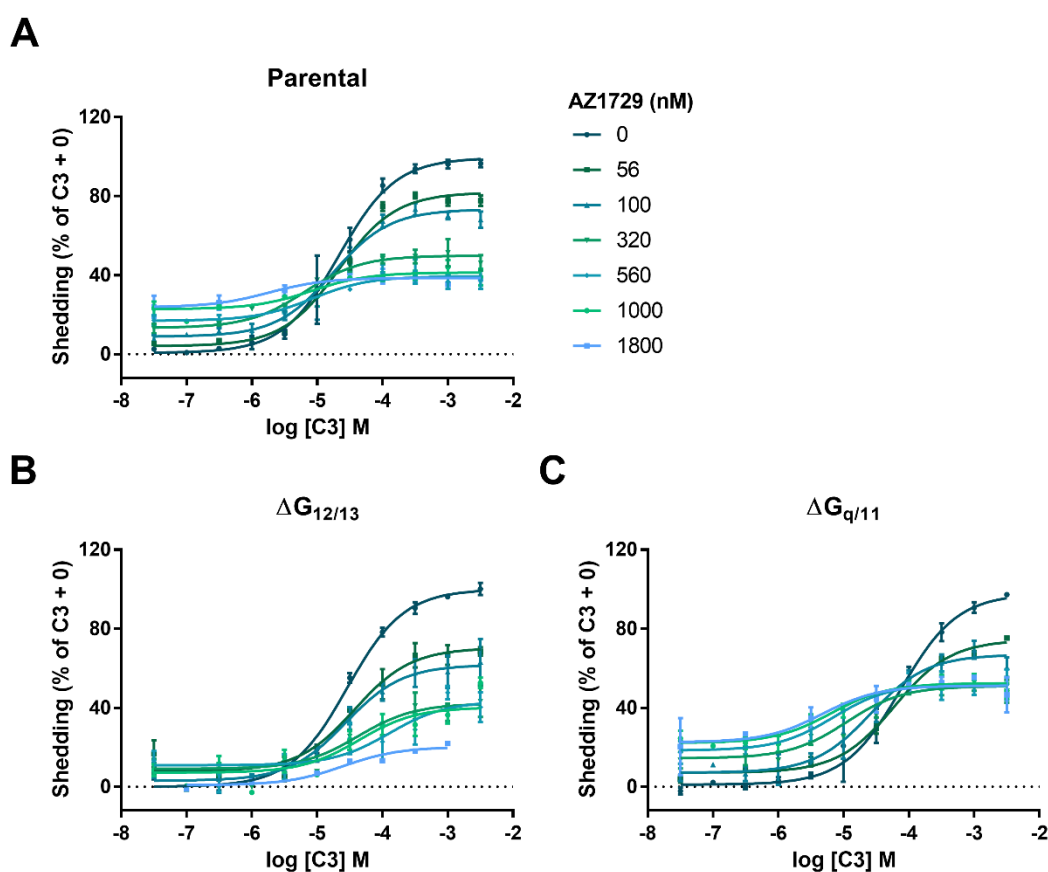 A
Parental
Shedding (% of C3 + 0)
120
80
40
0
-8 -7 -6 -5 -4 -3 -2
log [C3] M
AZ1729 (nM)
0
56
100
320
560
1000
1800
B
ΔG12/13
Shedding (% of C3 + 0)
120
80
40
0
-8 -7 -6 -5 -4 -3 -2
log [C3] M
C
ΔGq/11
Shedding (% of C3 + 0)
120
80
40
0
-8 -7 -6 -5 -4 -3 -2
log [C3] M